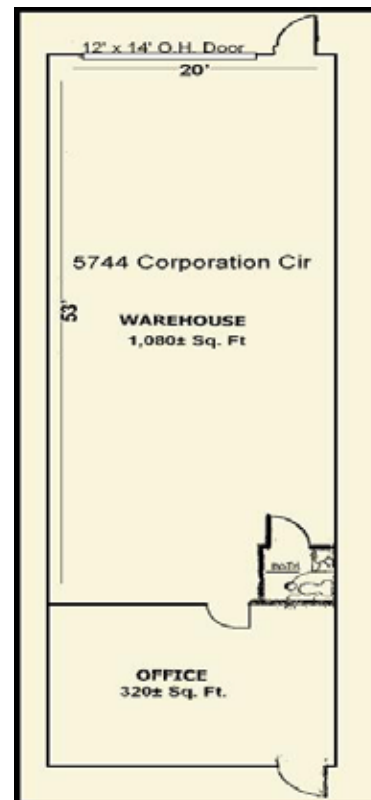 12' x 14' O.H. Door
20'
5744 Corporation Cir
53'
WAREHOUSE
1,080± Sq. Ft
BATH
OFFICE
320± Sq. Ft.